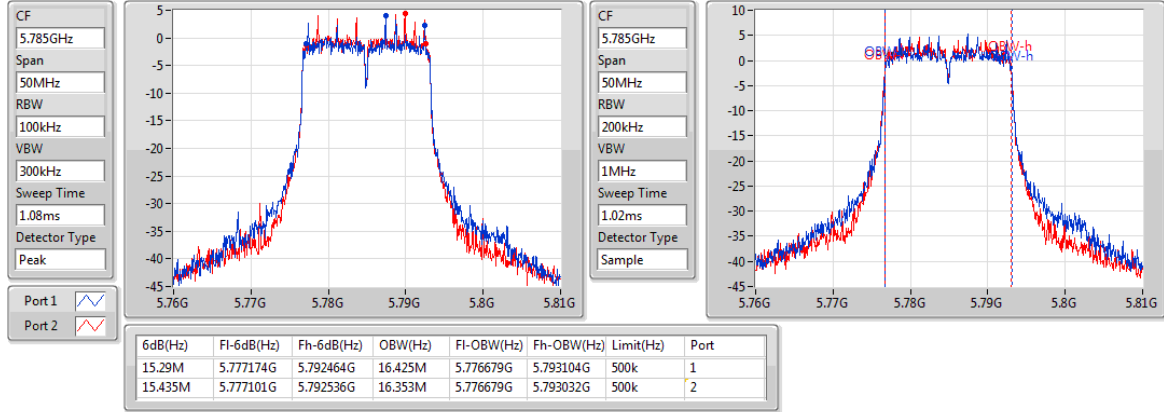 CF
5.785GHz
Span
50MHz
RBW
100kHz
VBW
300kHz
Sweep Time
1.08ms
Detector Type
Peak
Port 1
Port 2
5
0
-5
-10
-15
-20
-25
-30
-35
-40
-45
5.76G 5.77G 5.78G 5.79G 5.8G 5.81G
CF
5.785GHz
Span
50MHz
RBW
200kHz
VBW
1MHz
Sweep Time
1.02ms
Detector Type
Sample
10
5
0
-5
-10
-15
-20
-25
-30
-35
-40
-45
OBW-h
5.76G 5.77G 5.78G 5.79G 5.8G 5.81G
6dB(Hz) Fl-6dB(Hz) Fh-6dB(Hz) OBW(Hz) Fl-OBW(Hz) Fh-OBW(Hz) Limit(Hz) Port
15.29M 5.777174G 5.792464G 16.425M 5.776679G 5.793104G 500k 1
15.435M 5.777101G 5.792536G 16.353M 5.776679G 5.793032G 500k 2